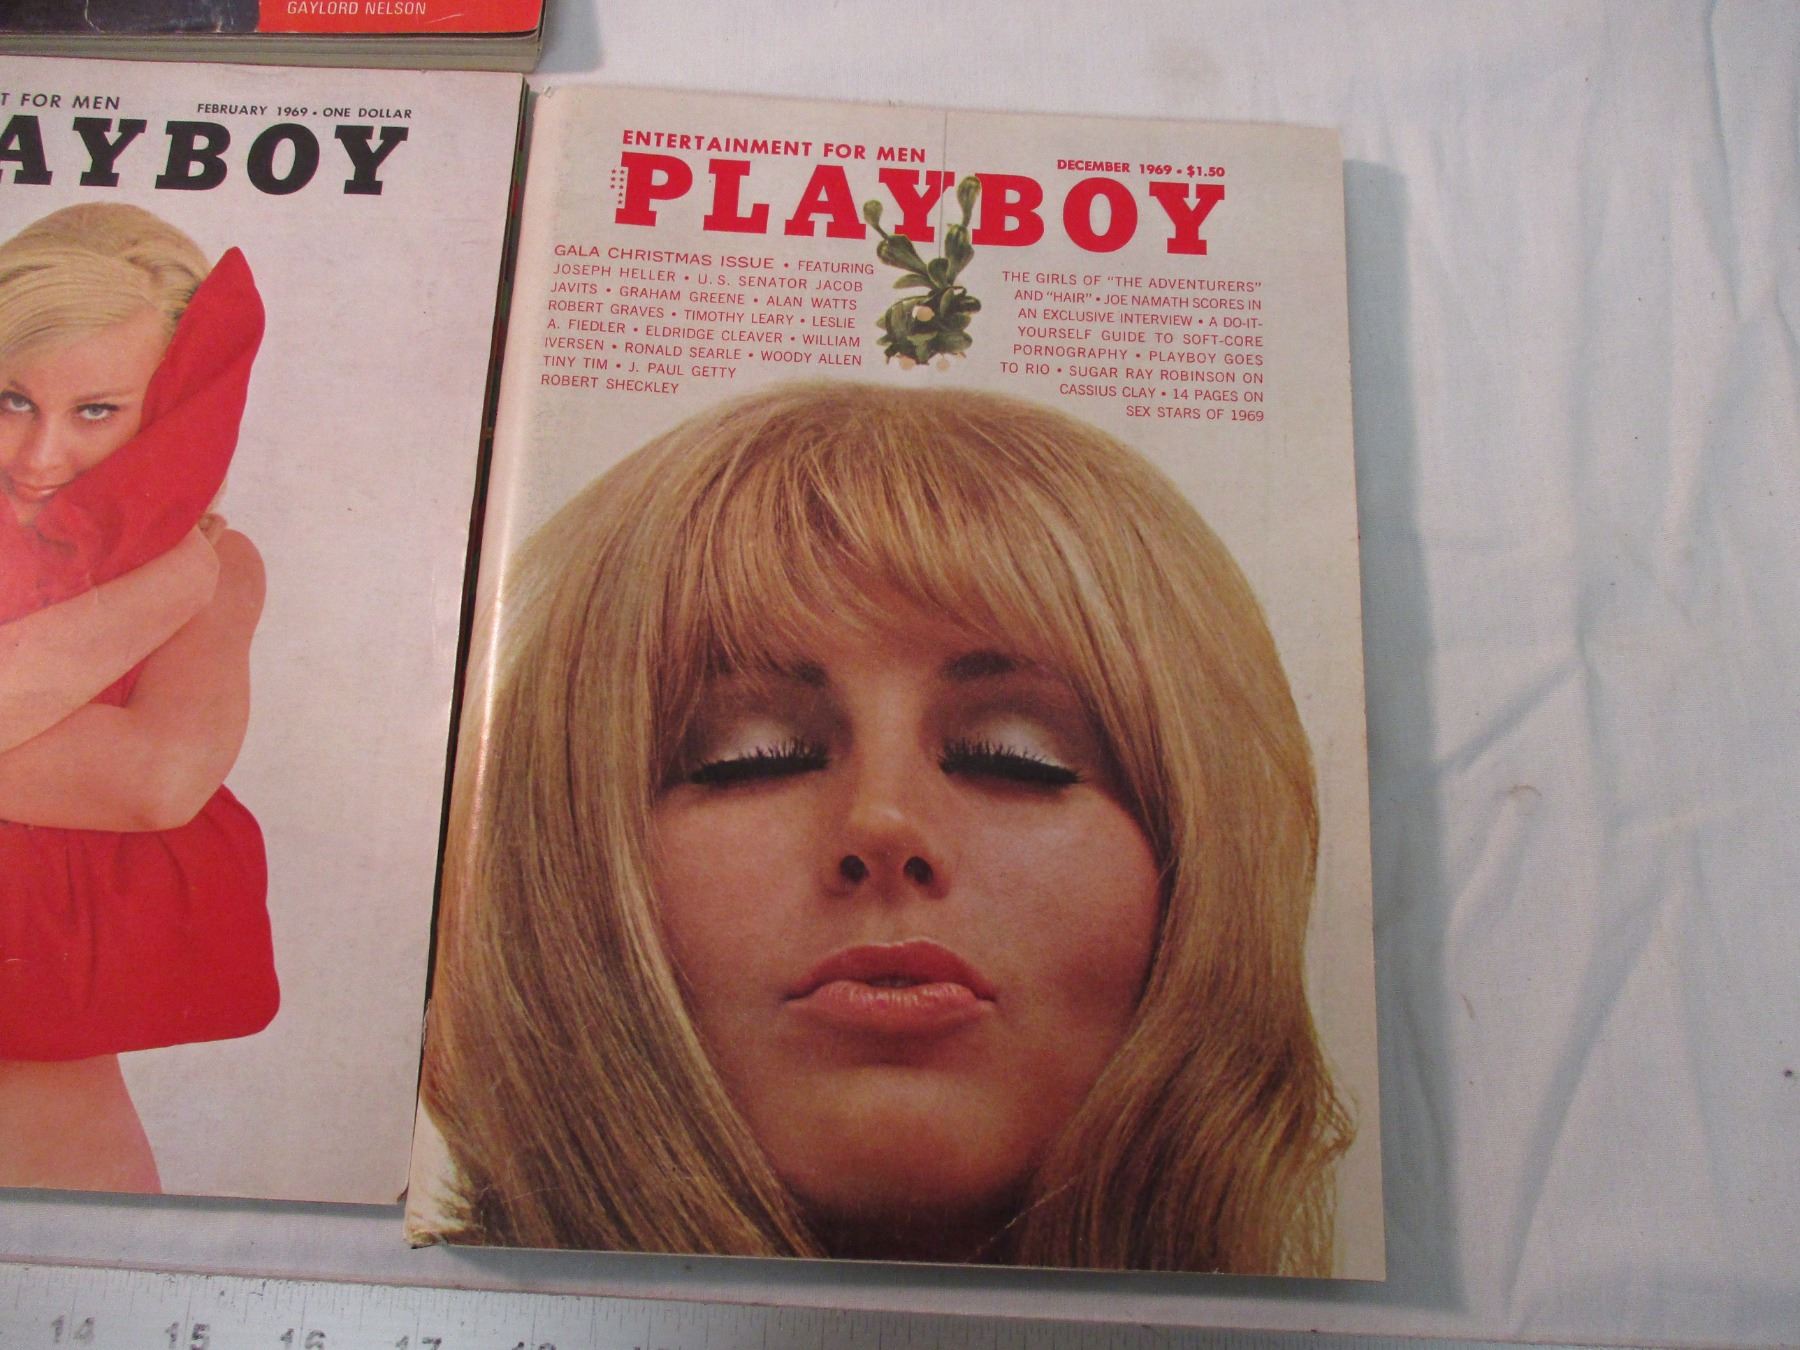 GAYLORD NELSON
T FOR MEN
FEBRUARY 1969 • ONE DOLLAR
AYBOY
ENTERTAINMENT FOR MEN
DECEMBER 1969 • $1.50
PLAYBOY
GALA CHRISTMAS ISSUE • FEATURING
JOSEPH HELLER • U. S. SENATOR JACOB
JAVITS • GRAHAM GREENE • ALAN WATTS
ROBERT GRAVES • TIMOTHY LEARY • LESLIE
A. FIEDLER • ELDRIDGE CLEAVER • WILLIAM
IVERSEN • RONALD SEARLE • WOODY ALLEN
TINY TIM • J. PAUL GETTY
ROBERT SHECKLEY
THE GIRLS OF "THE ADVENTURERS"
AND "HAIR" • JOE NAMATH SCORES IN
AN EXCLUSIVE INTERVIEW • A DO-IT-
YOURSELF GUIDE TO SOFT-CORE
PORNOGRAPHY • PLAYBOY GOES
TO RIO • SUGAR RAY ROBINSON ON
CASSIUS CLAY • 14 PAGES ON
SEX STARS OF 1969
14 15 16 17